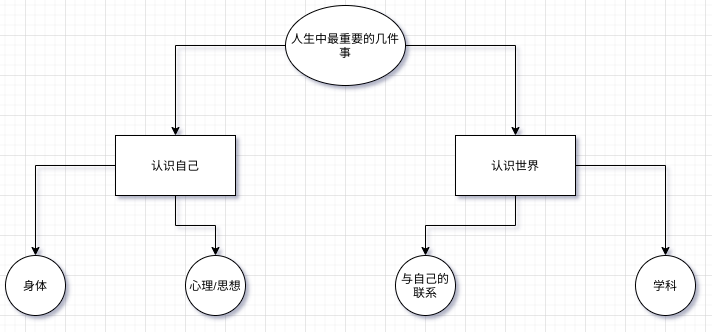 人生中最重要的几件
事
认识自己
认识世界
身体
心理/思想
与自己的
联系
学科